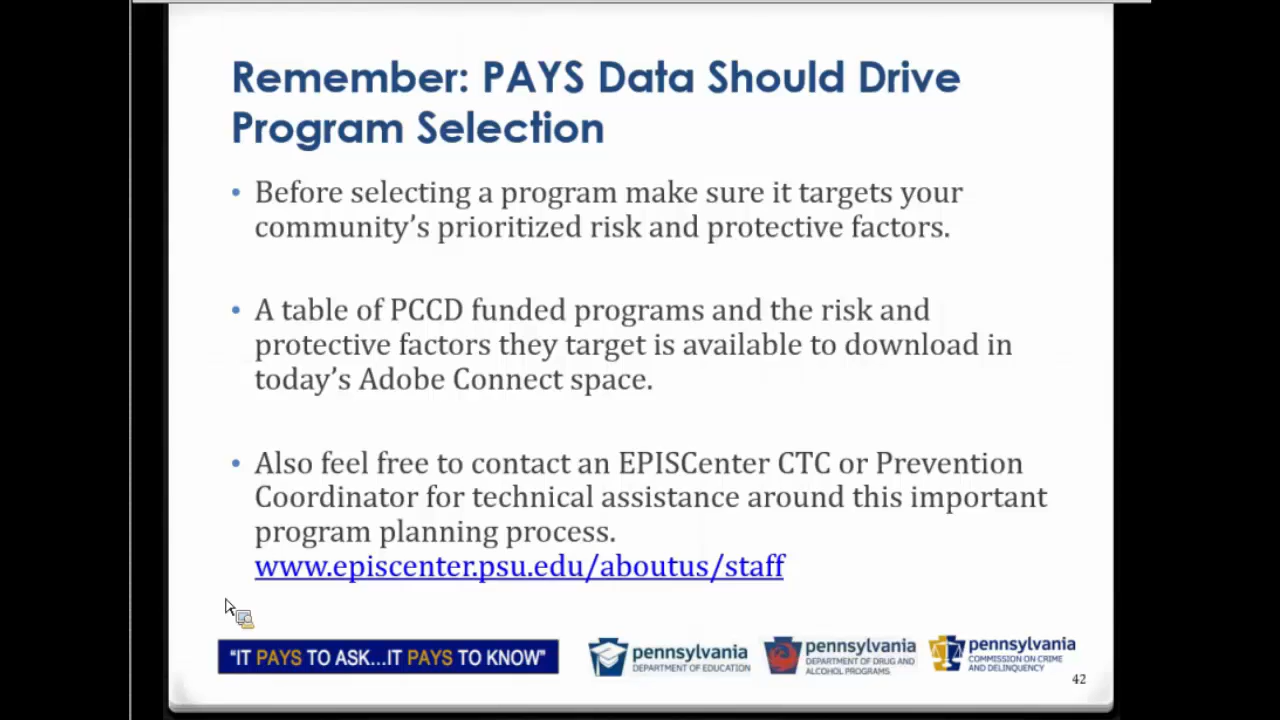 Remember: PAYS Data Should Drive
Program Selection
• Before selecting a program make sure it targets your
community's prioritized risk and protective factors.
• A table of PCCD funded programs and the risk and
protective factors they target is available to download in
today's Adobe Connect space.
• Also feel free to contact an EPISCenter CTC or Prevention
Coordinator for technical assistance around this important
program planning process.
www.episcenter.psu.edu/aboutus/staff
“IT PAYS TO ASK...IT PAYS TO KNOW”
pennsylvania
DEPARTMENT OF EDUCATION
pennsylvania
DEPARTMENT OF DRUG AND
ALCOHOL PROGRAMS
pennsylvania
COMMISSION ON CRIME
AND DELINQUENCY
42